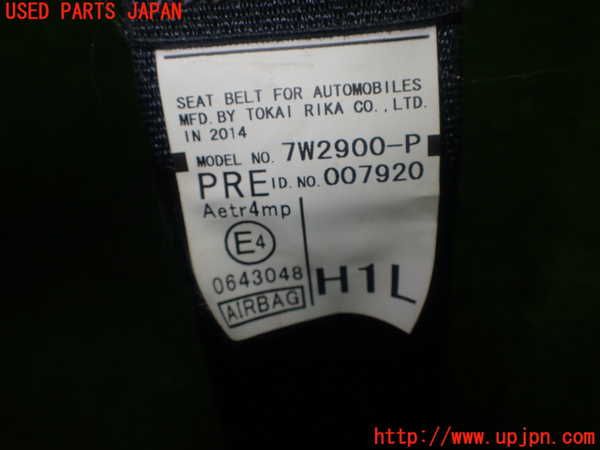 USED PARTS JAPAN
SEAT BELT FOR AUTOMOBILES
MFD. BY TOKAI RIKA CO., LTD.
IN 2014
MODEL NO. 7W2900-P
PRE ID. NO. 007920
Aetr4mp
E4
0643048
H1L
AIRBAG
http://www.upjpn.com/